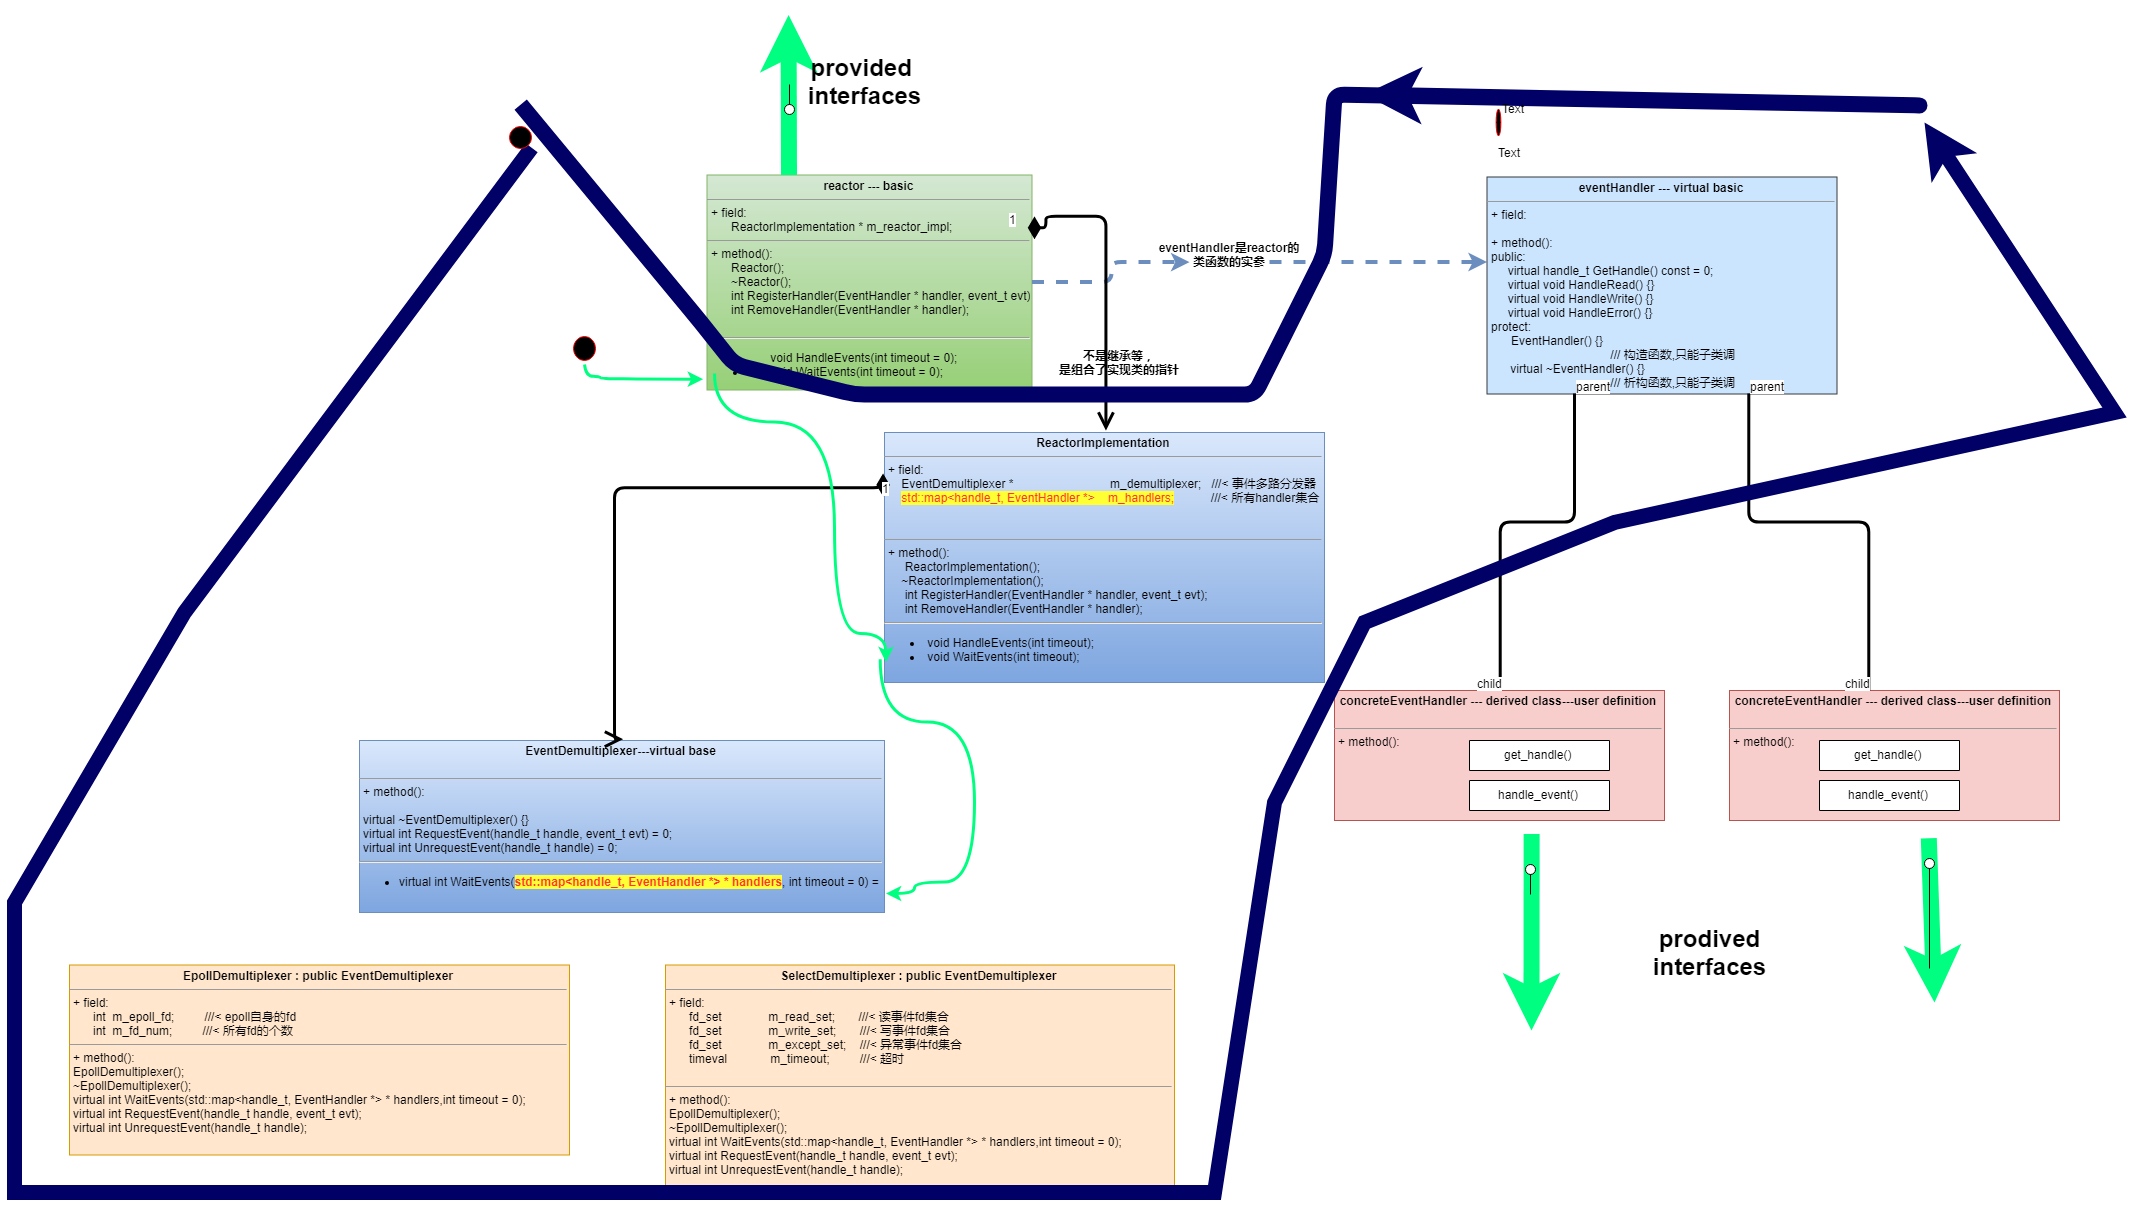 provided
interfaces
Text
Text
reactor --- basic
+ field:
ReactorImplementation * m_reactor_impl;
1
+ method():
Reactor();
~Reactor();
int RegisterHandler(EventHandler * handler, event_t evt)
int RemoveHandler(EventHandler * handler);
void HandleEvents(int timeout = 0);
WaitEvents(int timeout = 0);
eventHandler是reactor的
类函数的实参
不是继承等，
是组合了实现类的指针
eventHandler --- virtual basic
+ field:
+ method():
public:
virtual handle_t GetHandle() const = 0;
virtual void HandleRead() {}
virtual void HandleWrite() {}
virtual void HandleError() {}
protect:
EventHandler() {}
/// 构造函数,只能子类调
virtual ~EventHandler() {}
/// 析构函数,只能子类调
parent
parent
ReactorImplementation
+ field:
EventDemultiplexer * m_demultiplexer; ///< 事件多路分发器
std::map<handle_t, EventHandler *> m_handlers; ///< 所有handler集合
1
+ method():
ReactorImplementation();
~ReactorImplementation();
int RegisterHandler(EventHandler * handler, event_t evt);
int RemoveHandler(EventHandler * handler);
• void HandleEvents(int timeout);
• void WaitEvents(int timeout);
child
child
concreteEventHandler --- derived class---user definition
+ method():
get_handle()
handle_event()
concreteEventHandler --- derived class---user definition
+ method():
get_handle()
handle_event()
EventDemultiplexer---virtual base
+ method():
virtual ~EventDemultiplexer() {}
virtual int RequestEvent(handle_t handle, event_t evt) = 0;
virtual int UnrequestEvent(handle_t handle) = 0;
• virtual int WaitEvents(std::map<handle_t, EventHandler *> * handlers, int timeout = 0) =
prodived
interfaces
EpollDemultiplexer : public EventDemultiplexer
+ field:
int m_epoll_fd; ///< epoll自身的fd
int m_fd_num; ///< 所有fd的个数
+ method():
EpollDemultiplexer();
~EpollDemultiplexer();
virtual int WaitEvents(std::map<handle_t, EventHandler *> * handlers,int timeout = 0);
virtual int RequestEvent(handle_t handle, event_t evt);
virtual int UnrequestEvent(handle_t handle);
SelectDemultiplexer : public EventDemultiplexer
+ field:
fd_set m_read_set; ///< 读事件fd集合
fd_set m_write_set; ///< 写事件fd集合
fd_set m_except_set; ///< 异常事件fd集合
timeval m_timeout; ///< 超时
+ method():
EpollDemultiplexer();
~EpollDemultiplexer();
virtual int WaitEvents(std::map<handle_t, EventHandler *> * handlers,int timeout = 0);
virtual int RequestEvent(handle_t handle, event_t evt);
virtual int UnrequestEvent(handle_t handle);